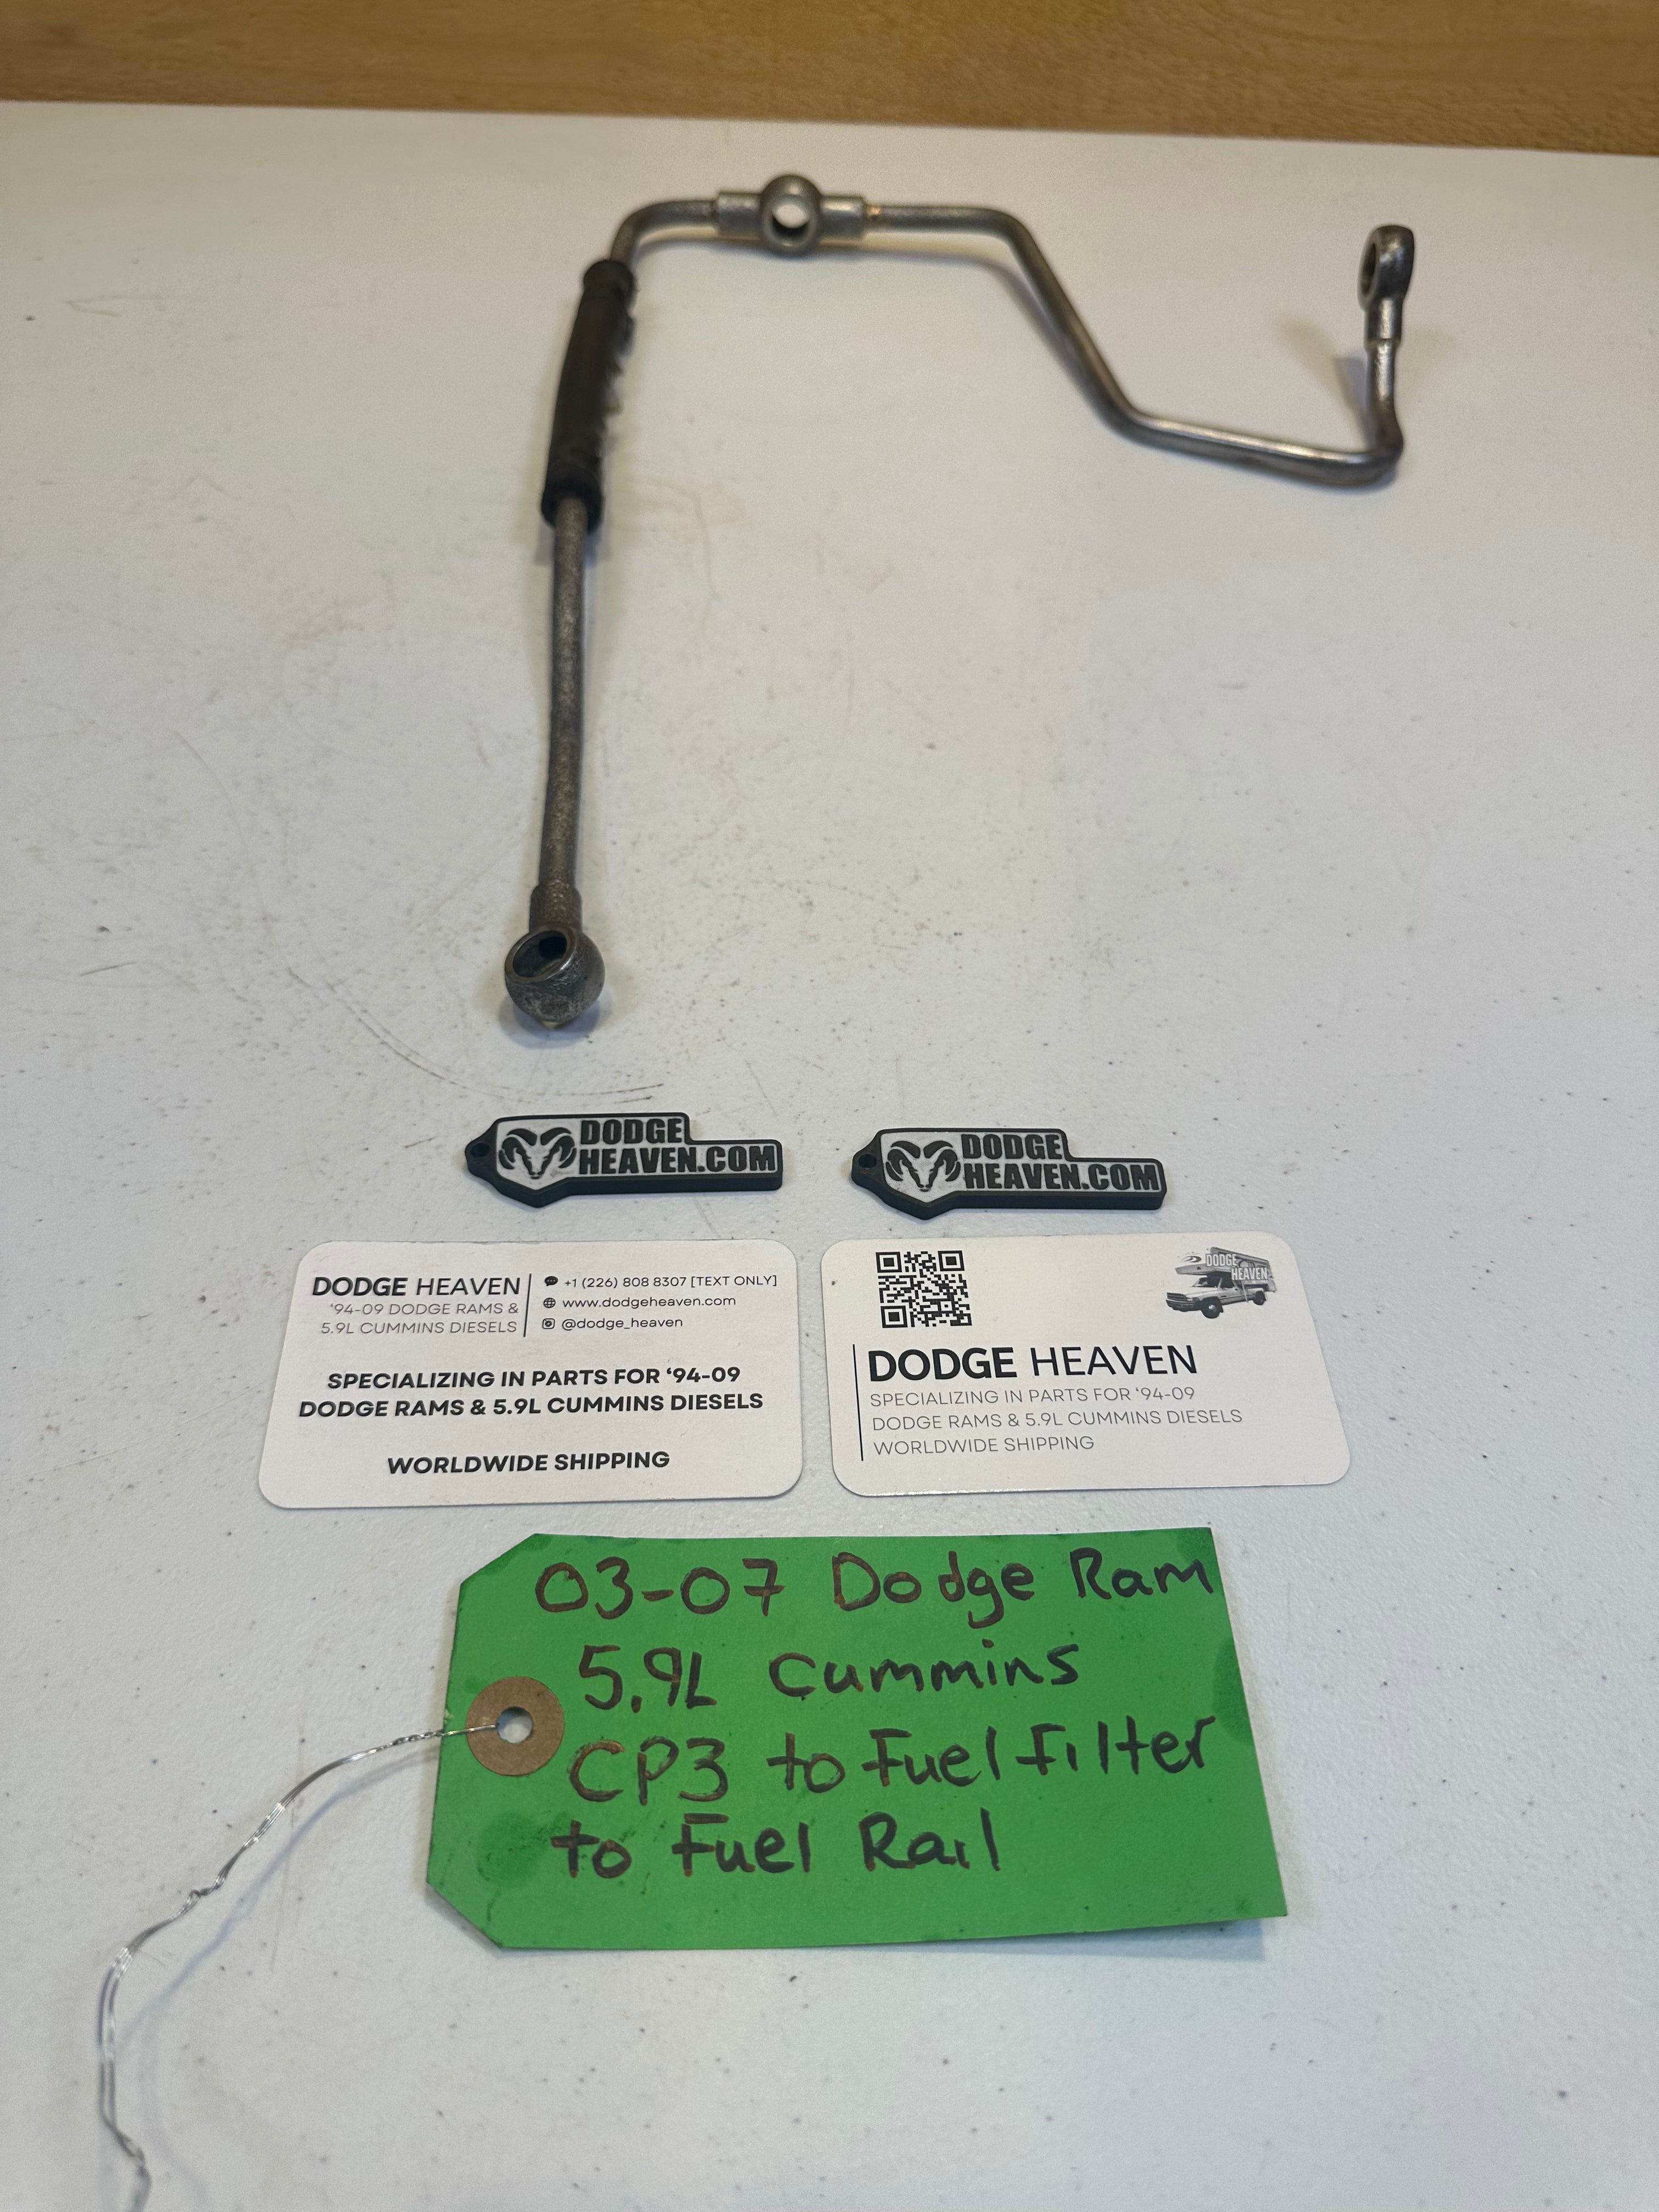 DODGE
HEAVEN.COM
DODGE
HEAVEN.COM
DODGE HEAVEN
'94-09 DODGE RAMS &
5.9L CUMMINS DIESELS
+1 (226) 808 8307 [TEXT ONLY]
www.dodgeheaven.com
@dodge_heaven
SPECIALIZING IN PARTS FOR '94-09
DODGE RAMS & 5.9L CUMMINS DIESELS
WORLDWIDE SHIPPING
DODGE
HEAVEN
DODGE HEAVEN
SPECIALIZING IN PARTS FOR '94-09
DODGE RAMS & 5.9L CUMMINS DIESELS
WORLDWIDE SHIPPING
03-07 Dodge Ram
5.9L Cummins
CP3 to Fuel Filter
to Fuel Rail